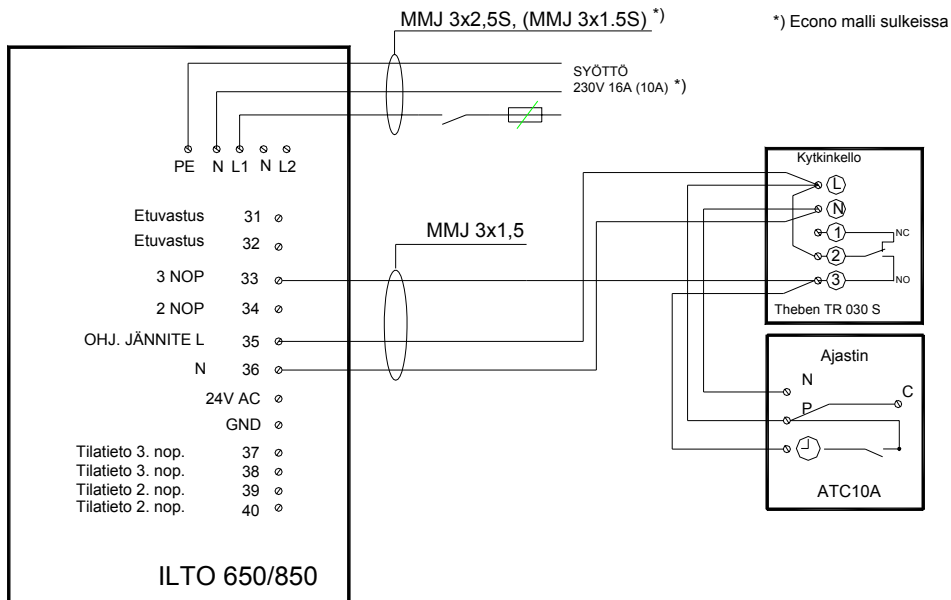 MMJ 3x2,5S, (MMJ 3x1.5S) *)
*) Econo malli sulkeissa
SYÖTTÖ
230V 16A (10A) *)
PE N L1 N L2
Etuvastus 31
Etuvastus 32
3 NOP 33
2 NOP 34
OHJ. JÄNNITE L 35
N 36
24V AC
GND
Tilatieto 3. nop. 37
Tilatieto 3. nop. 38
Tilatieto 2. nop. 39
Tilatieto 2. nop. 40
ILTO 650/850
MMJ 3x1,5
Kytkinkello
L
N
1 NC
2
3 NO
Theben TR 030 S
Ajastin
N
C
P
ATC10A